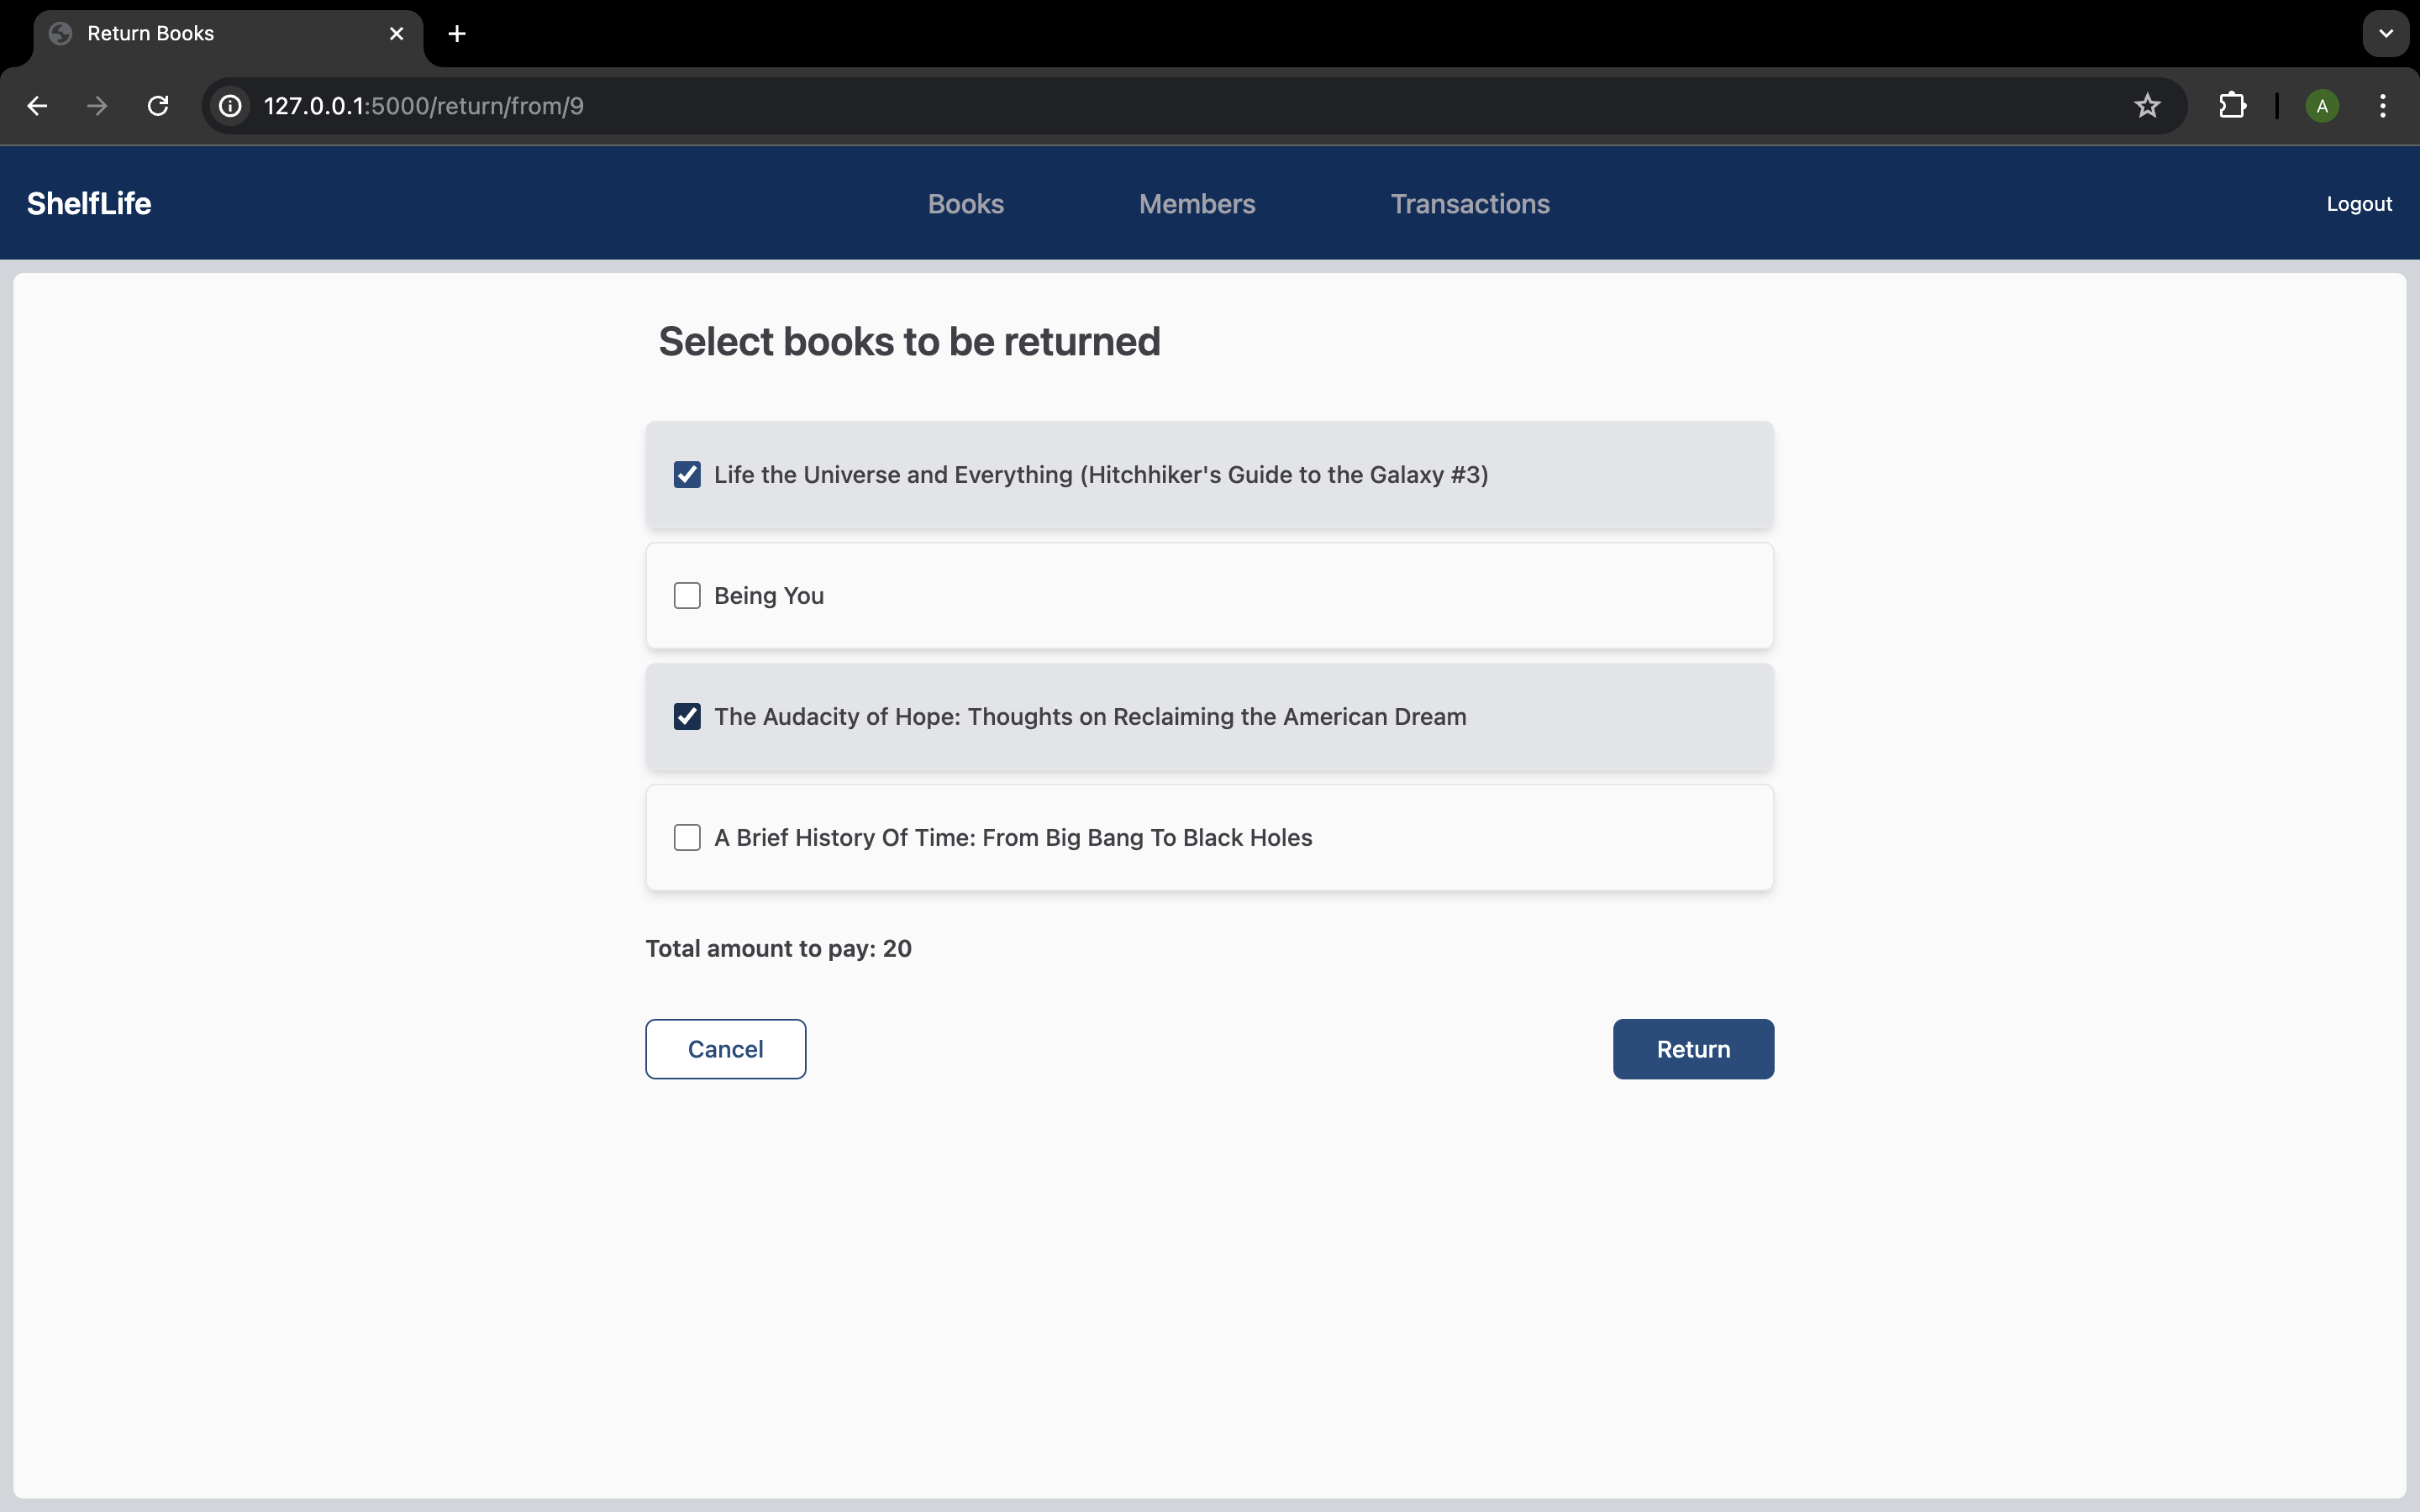 Return Books
127.0.0.1:5000/return/from/9
A
ShelfLife
Books
Members
Transactions
Logout
Select books to be returned
Life the Universe and Everything (Hitchhiker's Guide to the Galaxy #3)
Being You
The Audacity of Hope: Thoughts on Reclaiming the American Dream
A Brief History Of Time: From Big Bang To Black Holes
Total amount to pay: 20
Cancel
Return